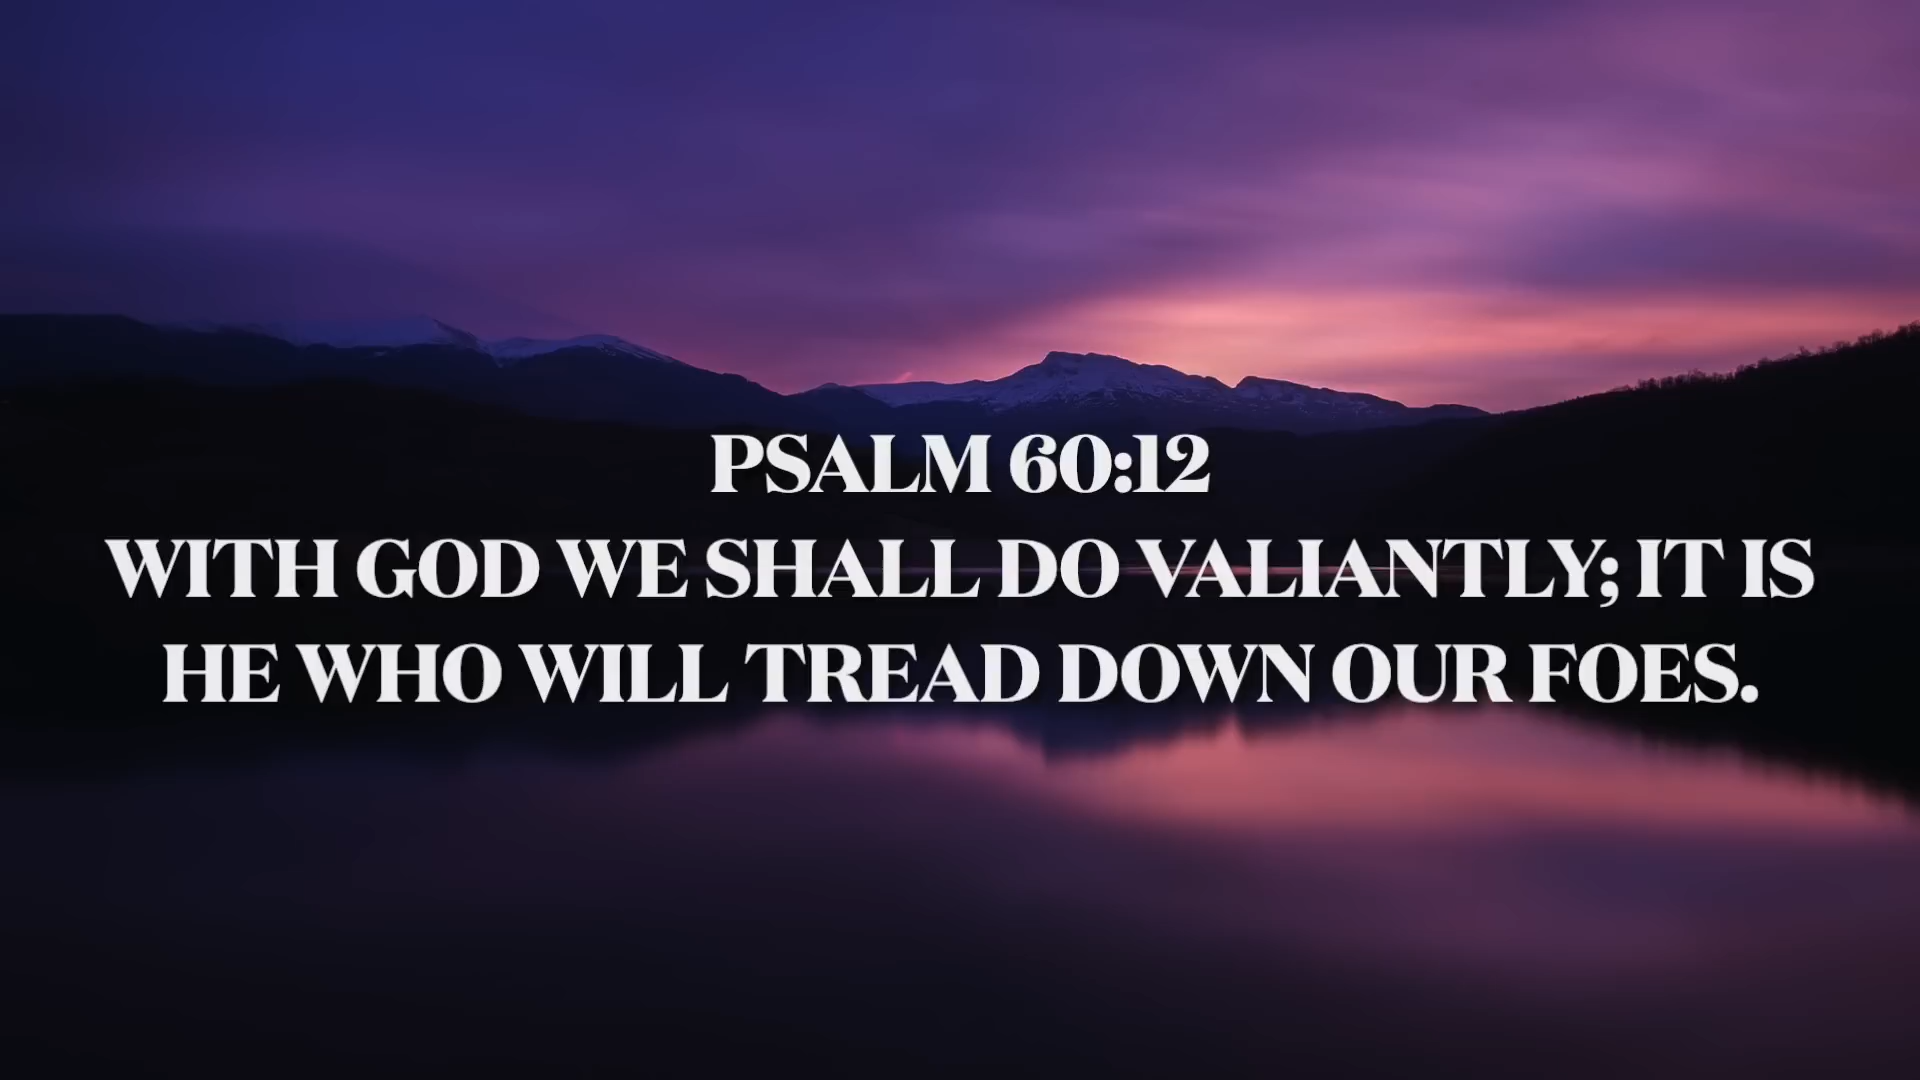 PSALM 60:12
WITH GOD WE SHALL DO VALIANTLY; IT IS
HE WHO WILL TREAD DOWN OUR FOES.